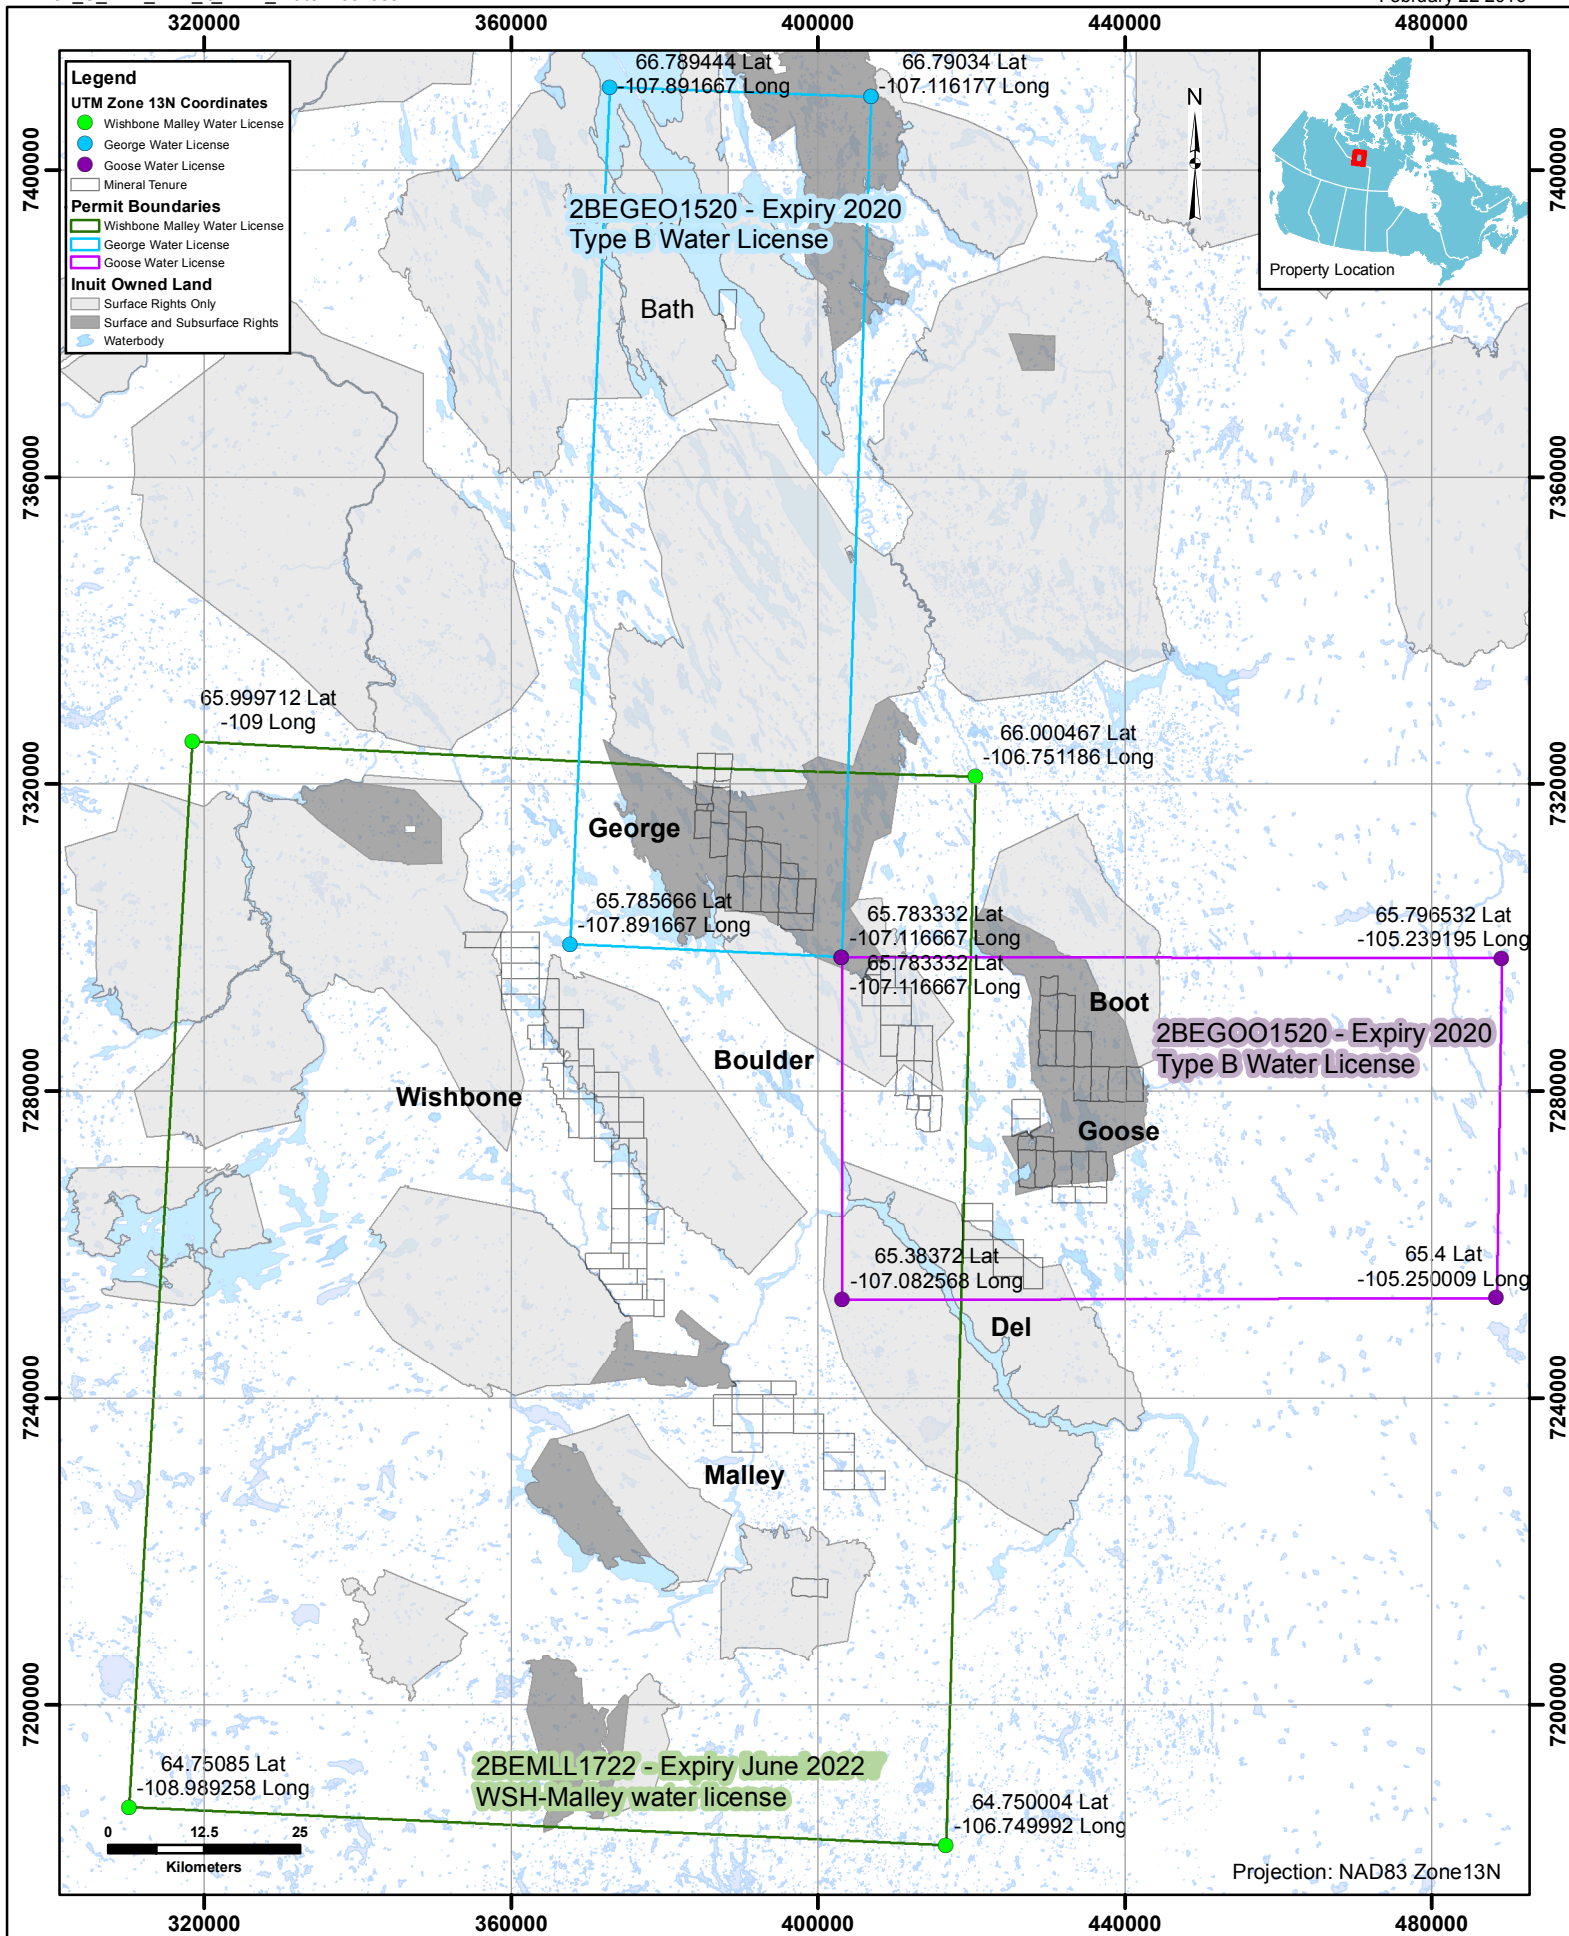 320000
360000
400000
440000
480000
Legend
UTM Zone 13N Coordinates
Wishbone Malley Water License
George Water License
Goose Water License
Mineral Tenure
Permit Boundaries
Wishbone Malley Water License
George Water License
Goose Water License
Inuit Owned Land
Surface Rights Only
Surface and Subsurface Rights
Waterbody
66.789444 Lat
-107.891667 Long
66.79034 Lat
-107.116177 Long
N
Property Location
7400000
7400000
2BEGEO1520 - Expiry 2020
Type B Water License
Bath
7360000
7360000
65.999712 Lat
-109 Long
66.000467 Lat
-106.751186 Long
7320000
7320000
George
65.785666 Lat
-107.891667 Long
65.783332 Lat
-107.116667 Long
65.783332 Lat
-107.116667 Long
65.796532 Lat
-105.239195 Long
Boot
2BEGOO1520 - Expiry 2020
Type B Water License
Boulder
Wishbone
7280000
7280000
Goose
65.38372 Lat
-107.082568 Long
65.4 Lat
-105.250009 Long
Del
7240000
7240000
Malley
7200000
7200000
64.75085 Lat
-108.989258 Long
2BEMLL1722 - Expiry June 2022
WSH-Malley water license
64.750004 Lat
-106.749992 Long
0 12.5 25
Kilometers
Projection: NAD83 Zone13N
320000
360000
400000
440000
480000